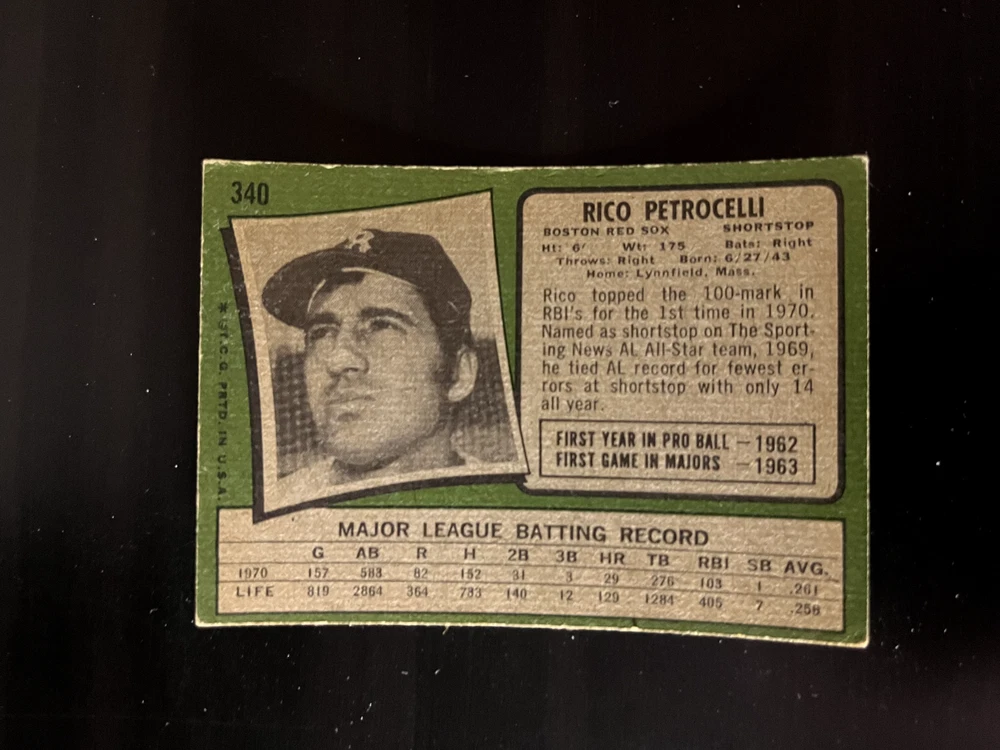 340
RICO PETROCELLI
BOSTON RED SOX SHORTSTOP
Ht: 6' Wt: 175 Bats: Right
Throws: Right Born: 6/27/43
Home: Lynnfield, Mass.
Rico topped the 100-mark in
RBI's for the 1st time in 1970.
Named as shortstop on The Sport-
ing News AL All-Star team, 1969,
he tied AL record for fewest er-
rors at shortstop with only 14
all year.
FIRST YEAR IN PRO BALL — 1962
FIRST GAME IN MAJORS — 1963
* ©T.C.G. PRTD. IN U.S.A.
MAJOR LEAGUE BATTING RECORD
G AB R H 2B 3B HR TB RBI SB AVG.
1970 157 583 82 152 31 3 29 276 103 1 .261
LIFE 819 2864 364 733 140 12 129 1284 405 7 .256